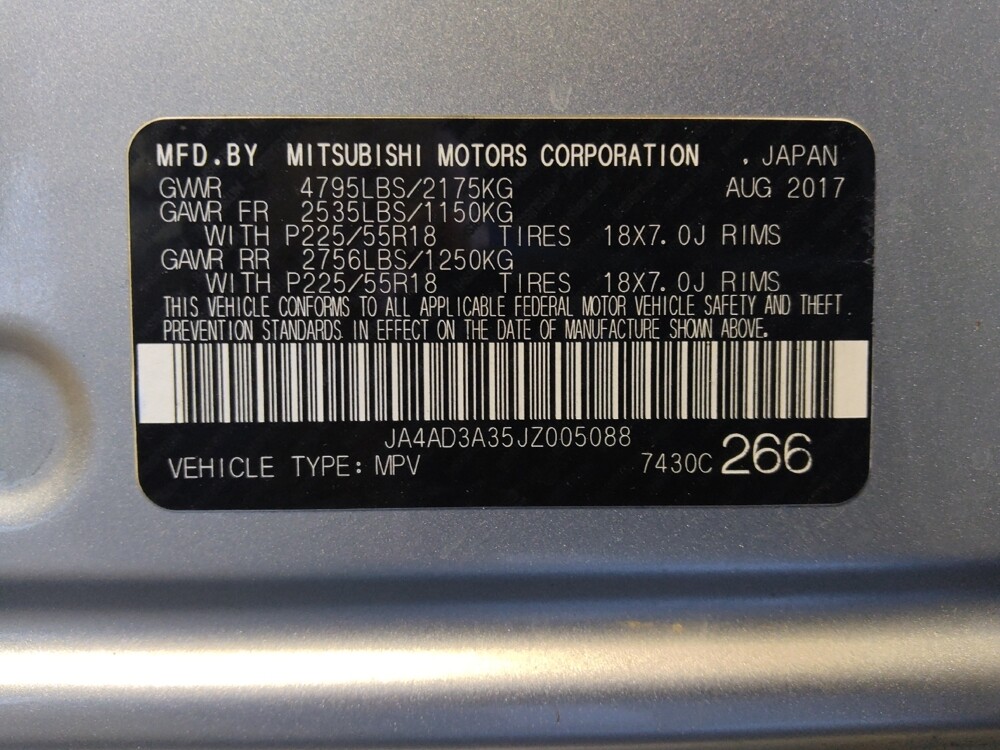 MFD.BY MITSUBISHI MOTORS CORPORATION , JAPAN
GVWR 4795LBS/2175KG AUG 2017
GAWR FR 2535LBS/1150KG
WITH P225/55R18 TIRES 18X7.0J RIMS
GAWR RR 2756LBS/1250KG
WITH P225/55R18 TIRES 18X7.0J RIMS
THIS VEHICLE CONFORMS TO ALL APPLICABLE FEDERAL MOTOR VEHICLE SAFETY AND THEFT
PREVENTION STANDARDS IN EFFECT ON THE DATE OF MANUFACTURE SHOWN ABOVE.
JA4AD3A35JZ005088
VEHICLE TYPE: MPV 7430C 266